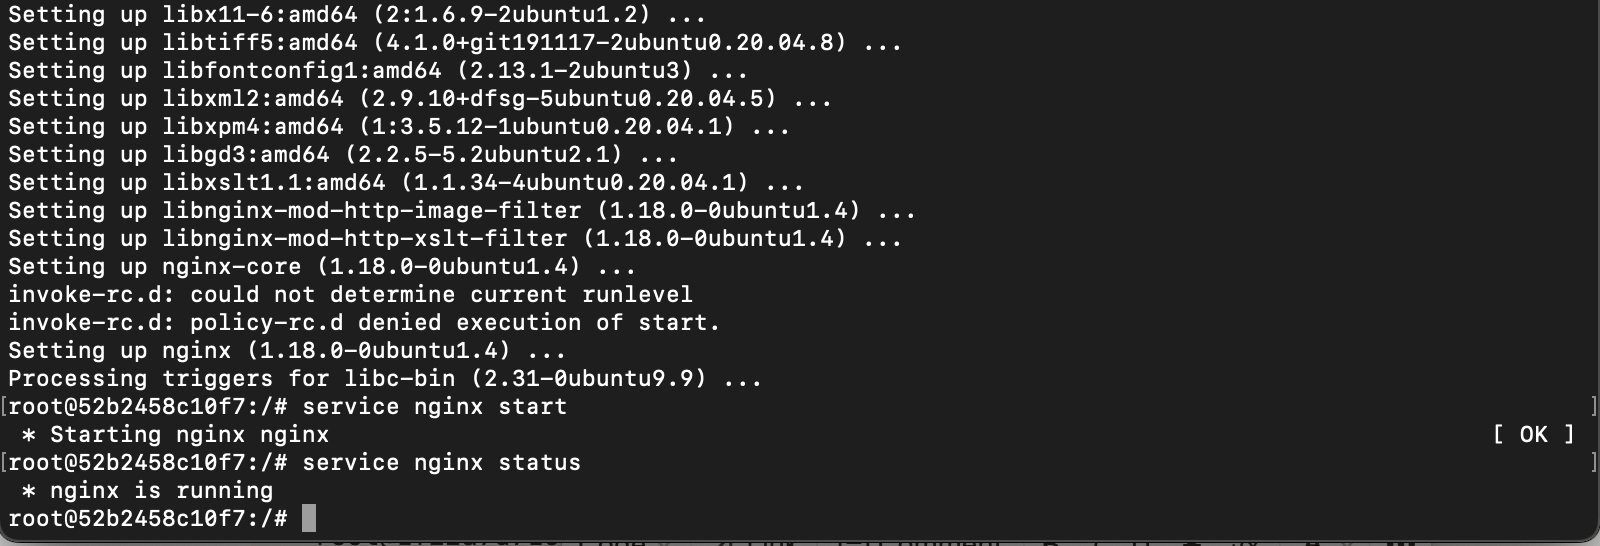 Setting up libx11-6:amd64 (2:1.6.9-2ubuntu1.2) ...
Setting up libtiff5:amd64 (4.1.0+git191117-2ubuntu0.20.04.8) ...
Setting up libfontconfig1:amd64 (2.13.1-2ubuntu3) ...
Setting up libxml2:amd64 (2.9.10+dfsg-5ubuntu0.20.04.5) ...
Setting up libxpm4:amd64 (1:3.5.12-1ubuntu0.20.04.1) ...
Setting up libgd3:amd64 (2.2.5-5.2ubuntu2.1) ...
Setting up libxslt1.1:amd64 (1.1.34-4ubuntu0.20.04.1) ...
Setting up libnginx-mod-http-image-filter (1.18.0-0ubuntu1.4) ...
Setting up libnginx-mod-http-xslt-filter (1.18.0-0ubuntu1.4) ...
Setting up nginx-core (1.18.0-0ubuntu1.4) ...
invoke-rc.d: could not determine current runlevel
invoke-rc.d: policy-rc.d denied execution of start.
Setting up nginx (1.18.0-0ubuntu1.4) ...
Processing triggers for libc-bin (2.31-0ubuntu9.9) ...
[root@52b2458c10f7:/# service nginx start ]
* Starting nginx nginx [ OK ]
[root@52b2458c10f7:/# service nginx status ]
* nginx is running
root@52b2458c10f7:/#